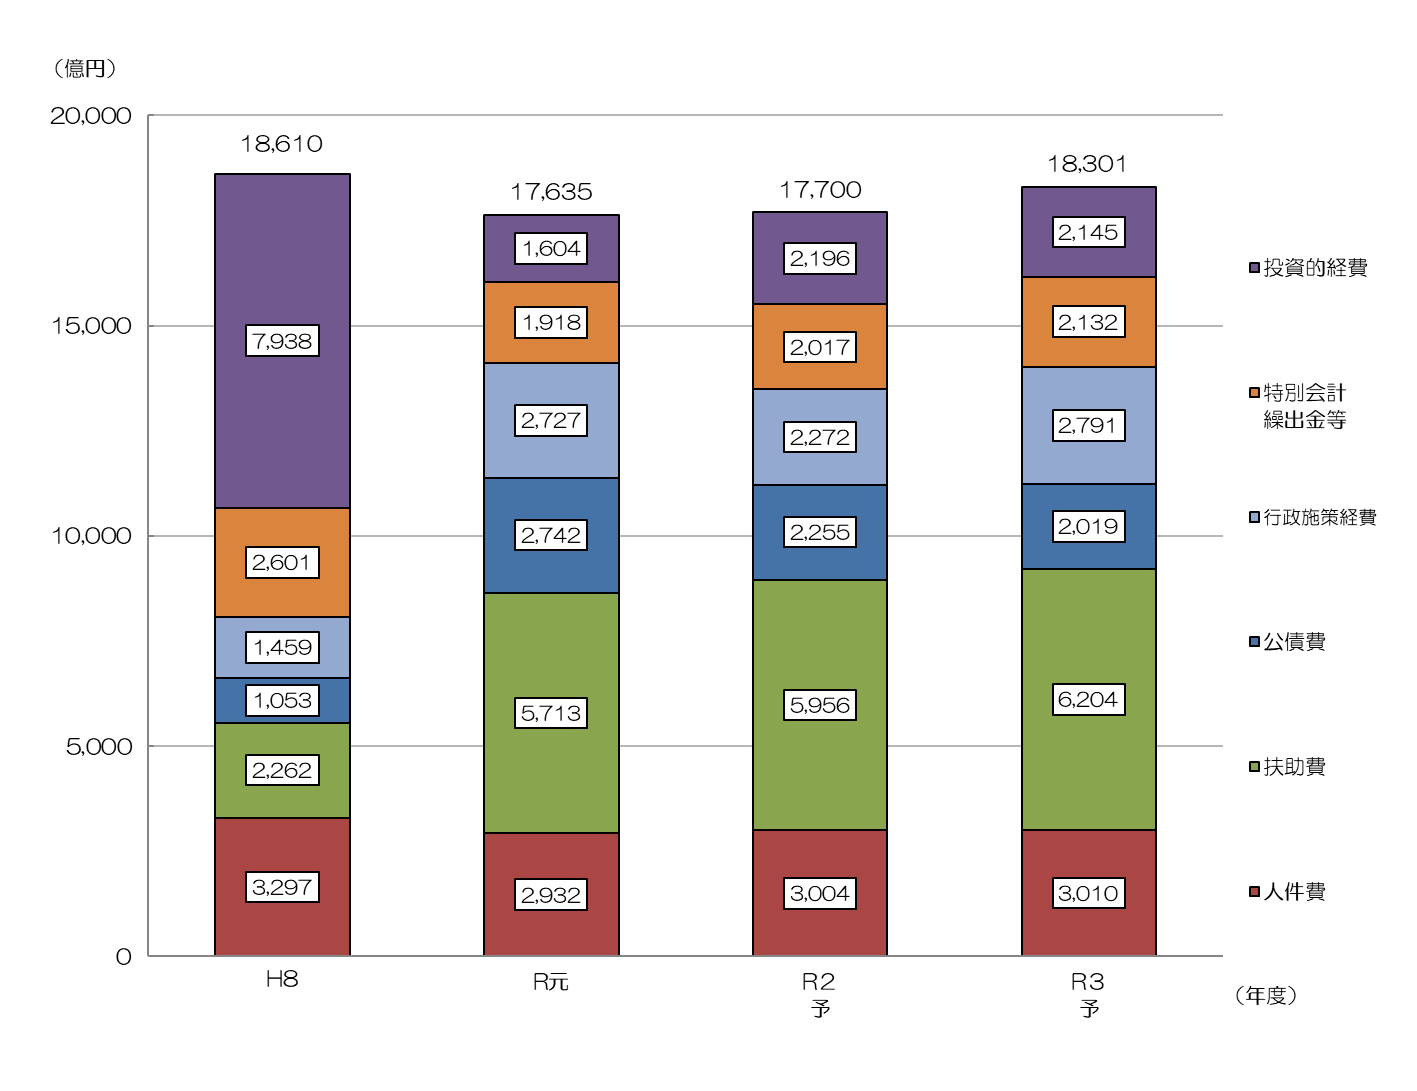 （億円）
20,000
15,000
10,000
5,000
0
18,610
7,938
2,601
1,459
1,053
2,262
3,297
H8
17,635
1,604
1,918
2,727
2,742
5,713
2,932
R元
17,700
2,196
2,017
2,272
2,255
5,956
3,004
R２
予
18,301
2,145
2,132
2,791
2,019
6,204
3,010
R３
予
（年度）
投資的経費
特別会計
繰出金等
行政施策経費
公債費
扶助費
人件費